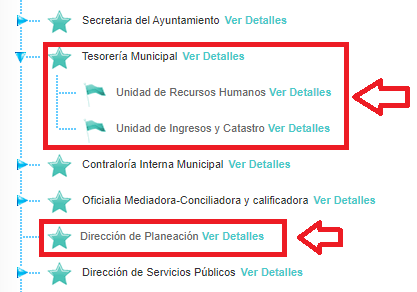 Secretaria del Ayuntamiento Ver Detalles
Tesorería Municipal Ver Detalles
Unidad de Recursos Humanos Ver Detalles
Unidad de Ingresos y Catastro Ver Detalles
Contraloría Interna Municipal Ver Detalles
Oficialia Mediadora-Conciliadora y calificadora Ver Detalles
Dirección de Planeación Ver Detalles
Dirección de Servicios Públicos Ver Detalles